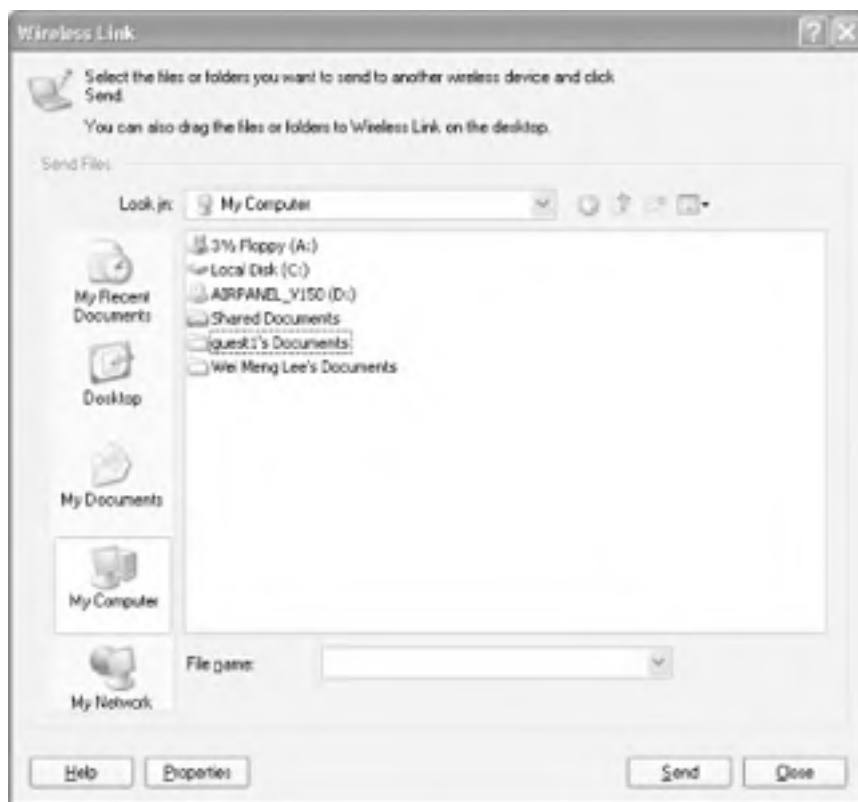 Wireless Link
Select the files or folders you want to send to another wireless device and click
Send.
You can also drag the files or folders to Wireless Link on the desktop.
Send Files
Look in:
My Computer
3½ Floppy (A:)
Local Disk (C:)
AIRPANEL_V150 (D:)
Shared Documents
guest1's Documents
Wei Meng Lee's Documents
My Recent
Documents
Desktop
My Documents
My Computer
My Network
File name:
Help
Properties
Send
Close